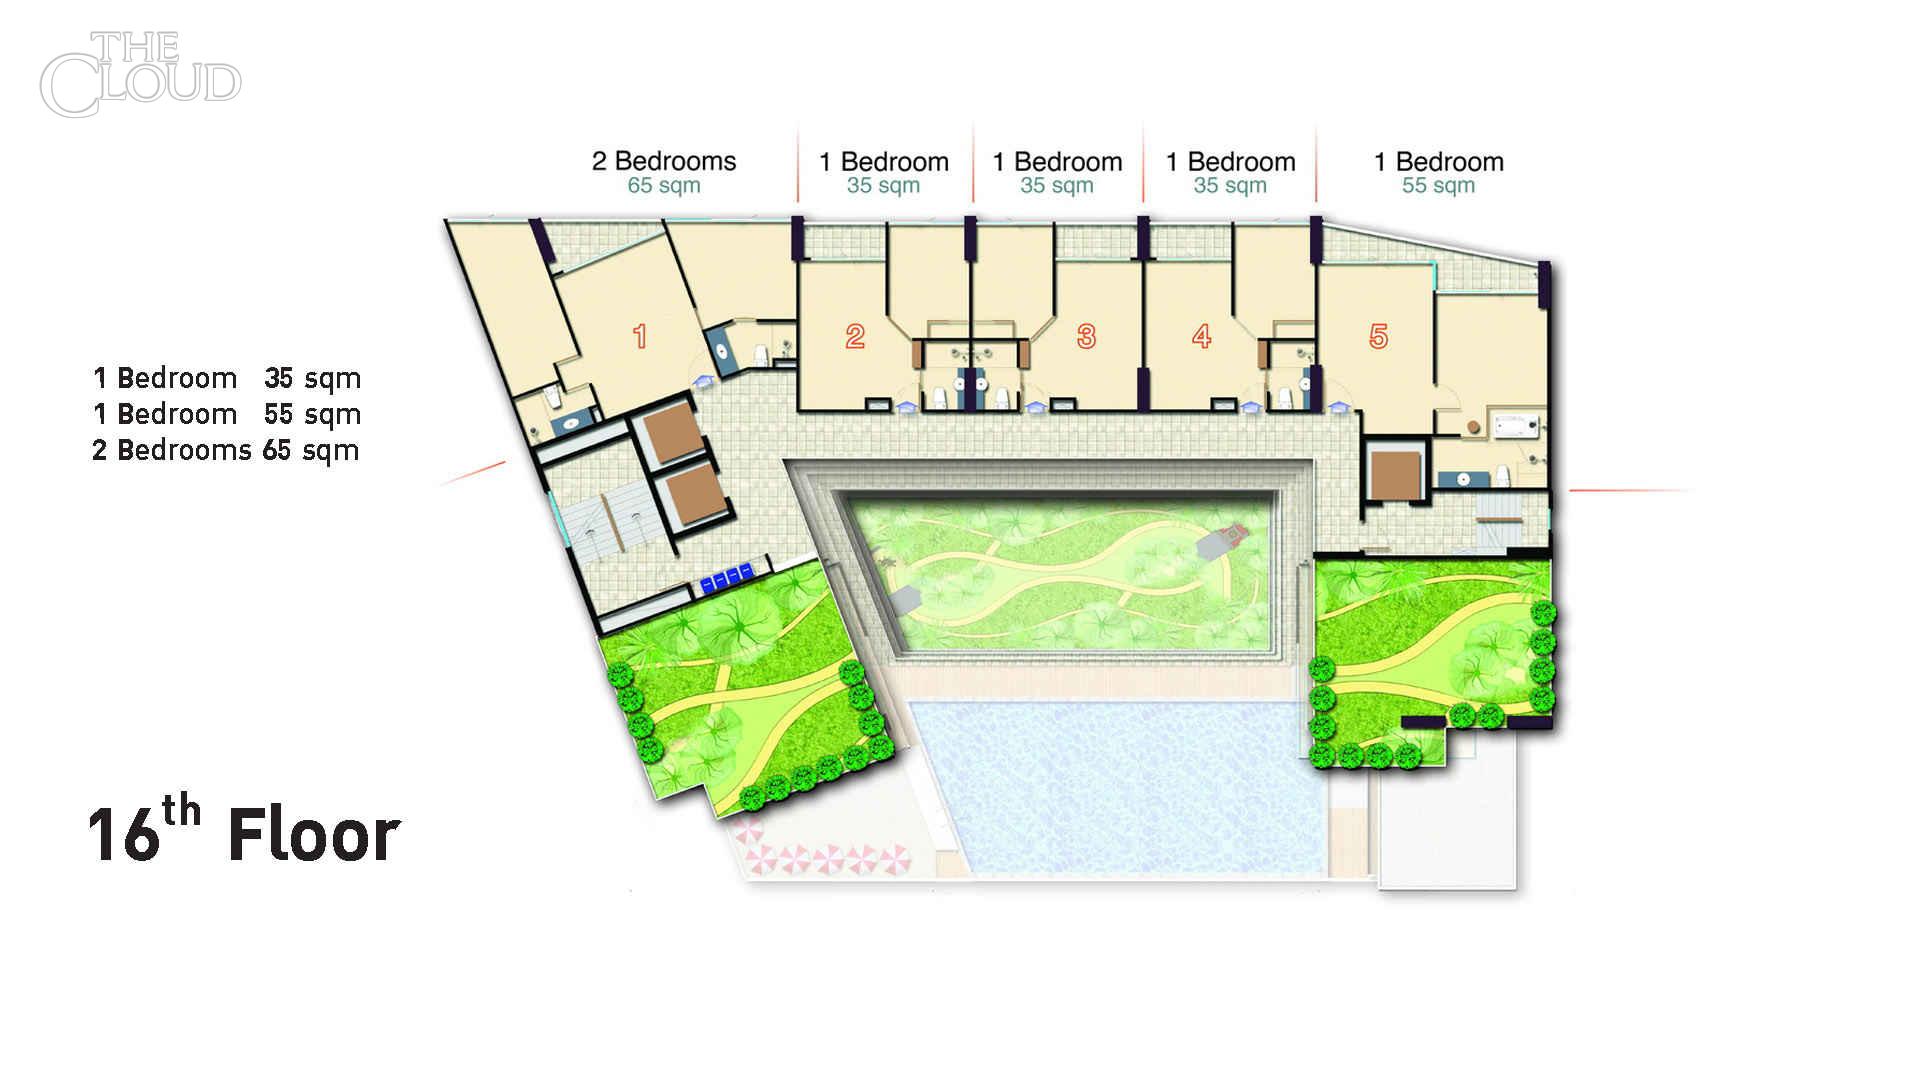 THE
CLOUD
2 Bedrooms
65 sqm
1 Bedroom
35 sqm
1 Bedroom
35 sqm
1 Bedroom
35 sqm
1 Bedroom
55 sqm
1
2
3
4
5
1 Bedroom 35 sqm
1 Bedroom 55 sqm
2 Bedrooms 65 sqm
16th Floor